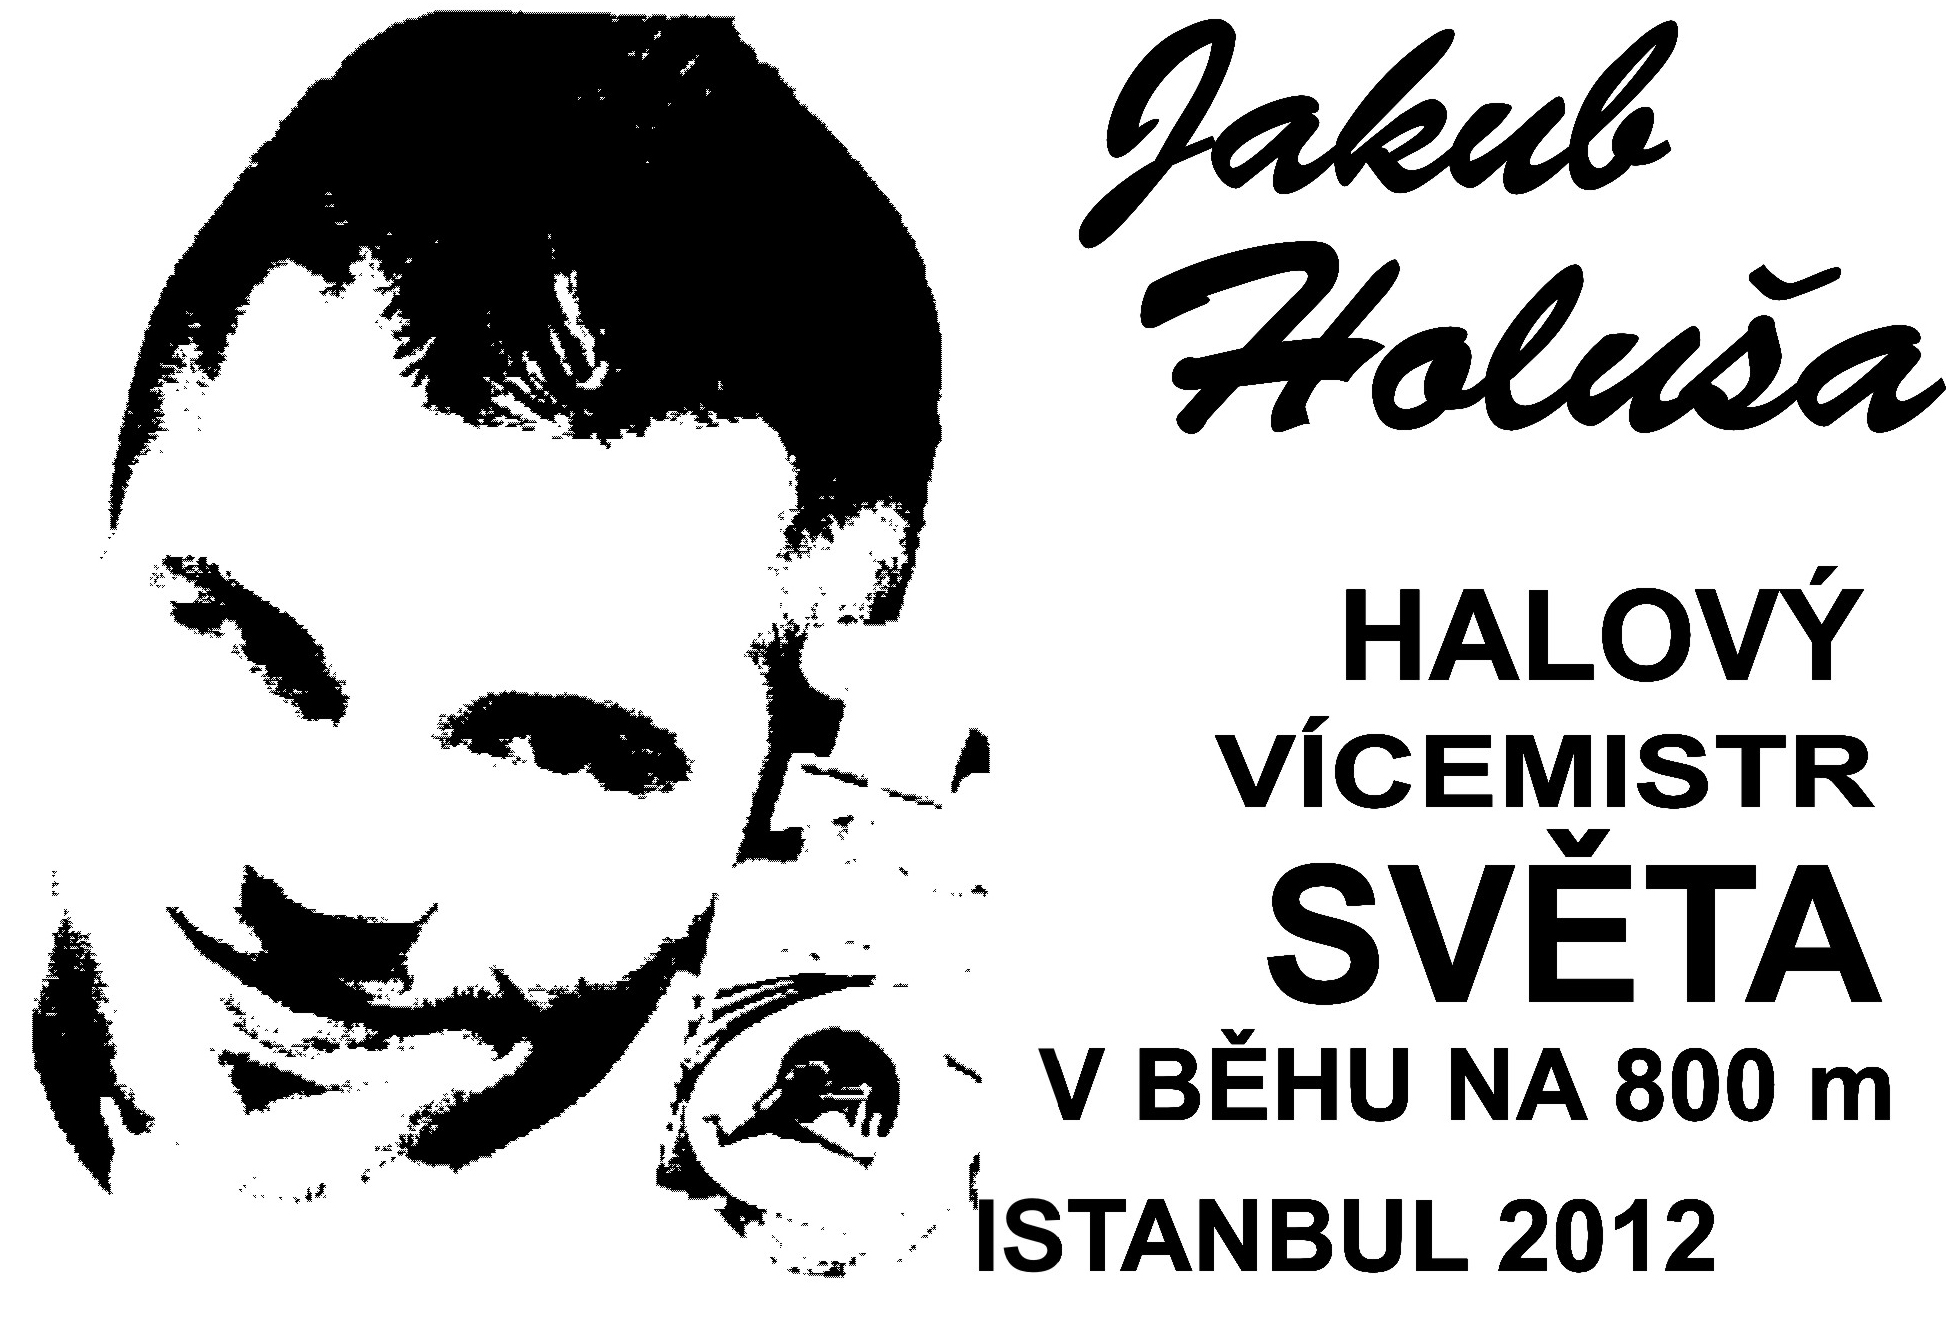 Jakub
Holuša
HALOVÝ
VÍCEMISTR
SVĚTA
V BĚHU NA 800 m
ISTANBUL 2012